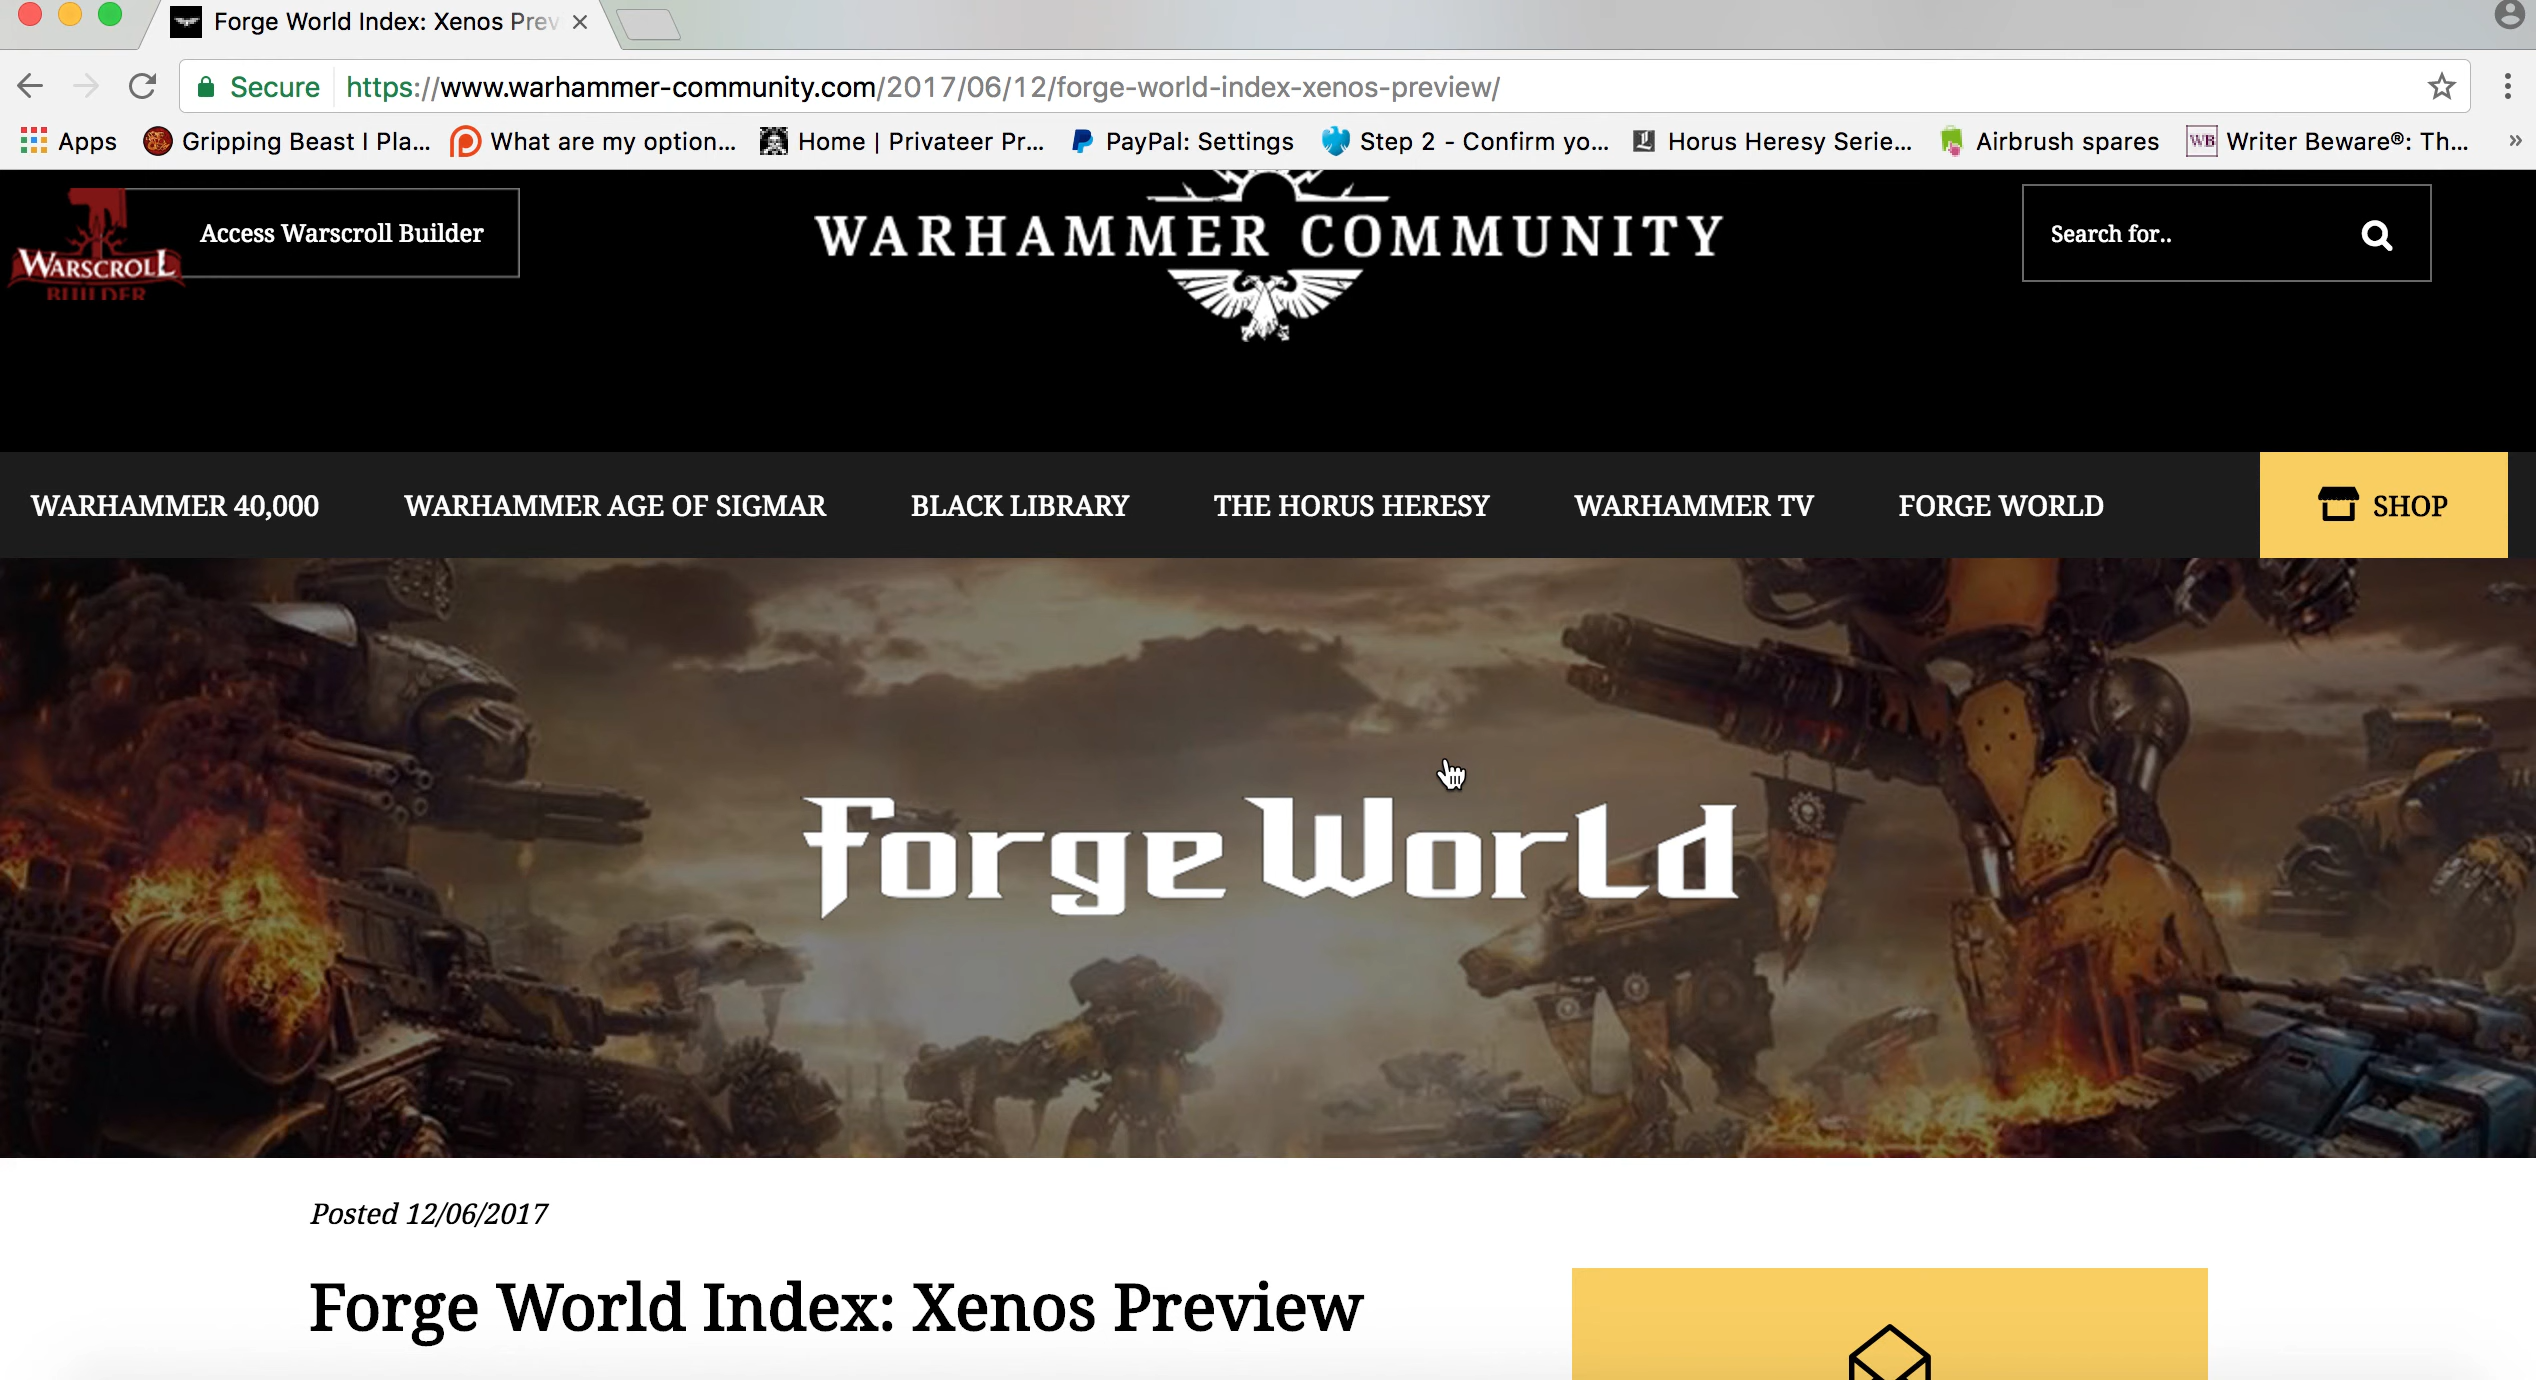 Forge World Index: Xenos Prev
Secure https://www.warhammer-community.com/2017/06/12/forge-world-index-xenos-preview/
Apps Gripping Beast I Pla... What are my option... Home | Privateer Pr... PayPal: Settings Step 2 - Confirm yo... Horus Heresy Serie... Airbrush spares WB Writer Beware®: Th... »
WARSCROLL
BUILDER
Access Warscroll Builder
WARHAMMER COMMUNITY
Search for..
WARHAMMER 40,000 WARHAMMER AGE OF SIGMAR BLACK LIBRARY THE HORUS HERESY WARHAMMER TV FORGE WORLD SHOP
Forge World
Posted 12/06/2017
Forge World Index: Xenos Preview